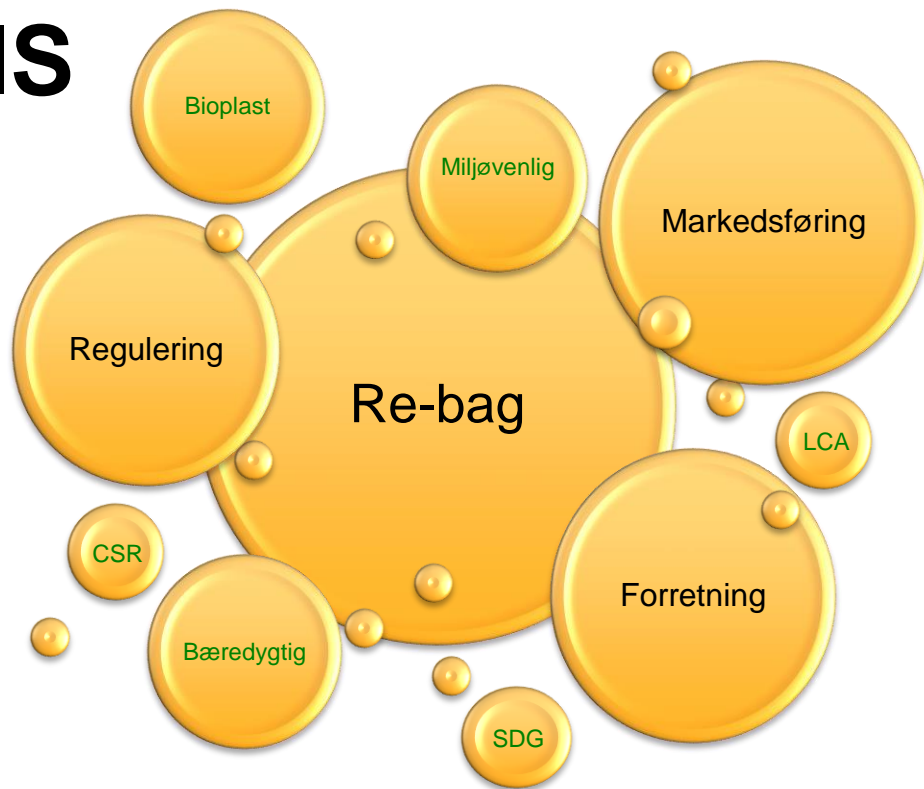 Bioplast
Miljøvenlig
Markedsføring
Regulering
Re-bag
LCA
CSR
Forretning
Bæredygtig
SDG